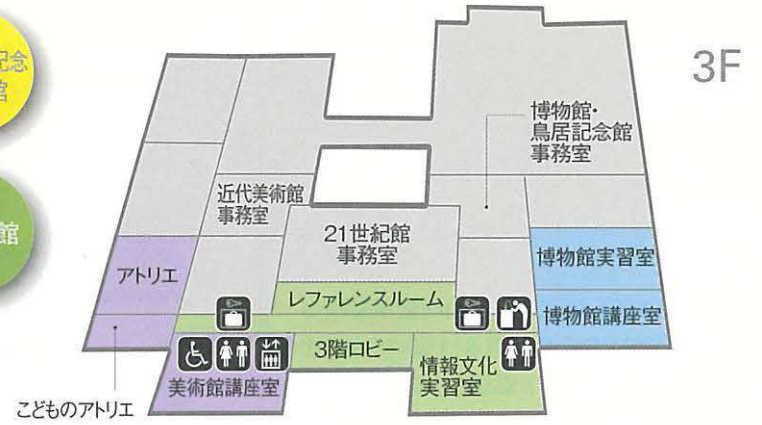 記念
館
館
3F
博物館・
鳥居記念館
事務室
近代美術館
事務室
21世紀館
事務室
アトリエ
博物館実習室
レファレンスルーム
博物館講座室
3階ロビー
情報文化
実習室
美術館講座室
こどものアトリエ